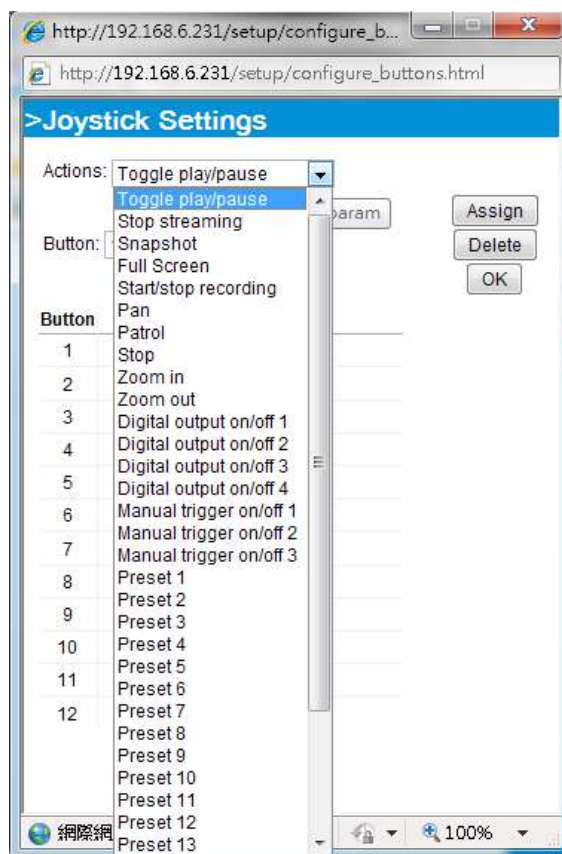 http://192.168.6.231/setup/configure_b...
http://192.168.6.231/setup/configure_buttons.html
>Joystick Settings
Actions: Toggle play/pause
Toggle play/pause
Stop streaming
param
Assign
Button:
Snapshot
Delete
Full Screen
OK
Start/stop recording
Button
Pan
Patrol
1
Stop
2
Zoom in
Zoom out
3
Digital output on/off 1
4
Digital output on/off 2
Digital output on/off 3
5
Digital output on/off 4
6
Manual trigger on/off 1
Manual trigger on/off 2
7
Manual trigger on/off 3
8
Preset 1
Preset 2
9
Preset 3
10
Preset 4
Preset 5
11
Preset 6
12
Preset 7
Preset 8
Preset 9
Preset 10
Preset 11
Preset 12
Preset 13
網際網
100%